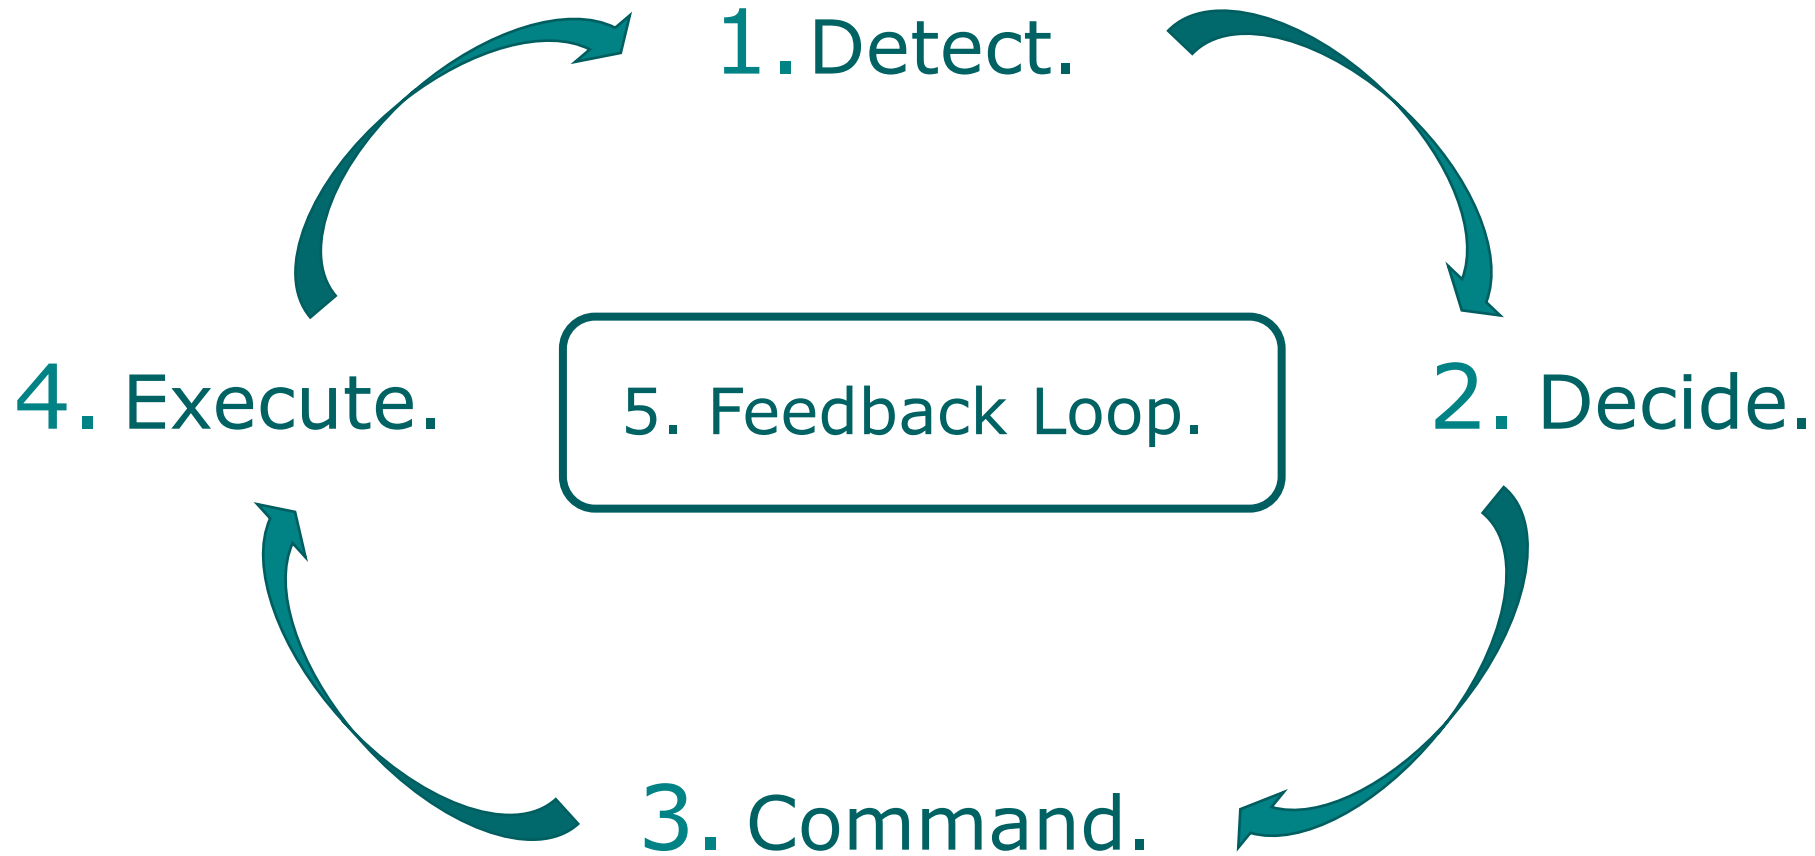 1. Detect.
2. Decide.
3. Command.
4. Execute.
5. Feedback Loop.